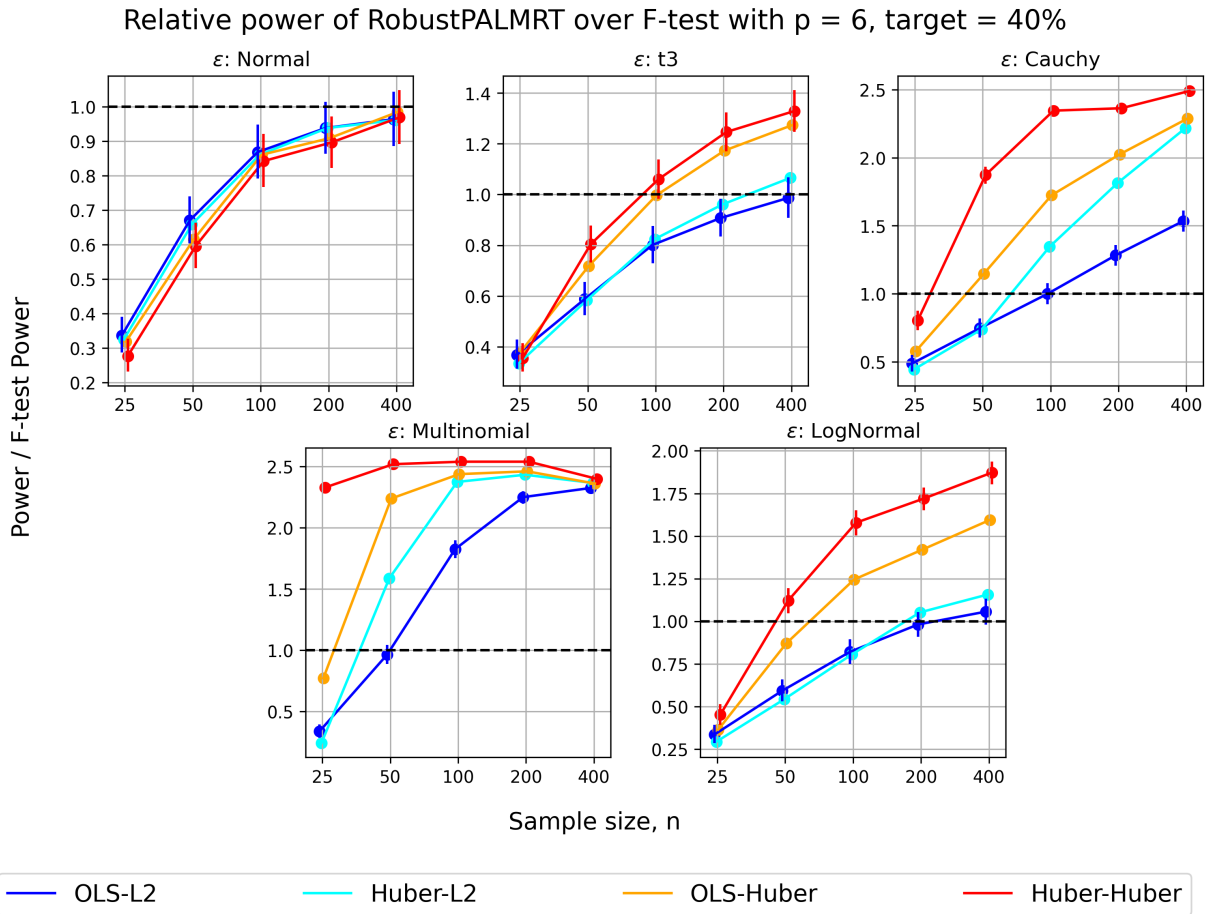 Relative power of RobustPALMRT over F-test with p = 6, target = 40%
ε: Normal
1.0
0.9
0.8
0.7
0.6
0.5
0.4
0.3
0.2
25 50 100 200 400
ε: t3
1.4
1.2
1.0
0.8
0.6
0.4
25 50 100 200 400
ε: Cauchy
2.5
2.0
1.5
1.0
0.5
25 50 100 200 400
Power / F-test Power
ε: Multinomial
2.5
2.0
1.5
1.0
0.5
25 50 100 200 400
ε: LogNormal
2.00
1.75
1.50
1.25
1.00
0.75
0.50
0.25
25 50 100 200 400
Sample size, n
OLS-L2 Huber-L2 OLS-Huber Huber-Huber